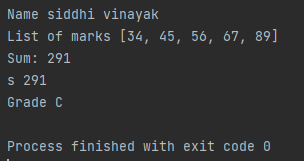 Name siddhi vinayak
List of marks [34, 45, 56, 67, 89]
Sum: 291
s 291
Grade C
Process finished with exit code 0